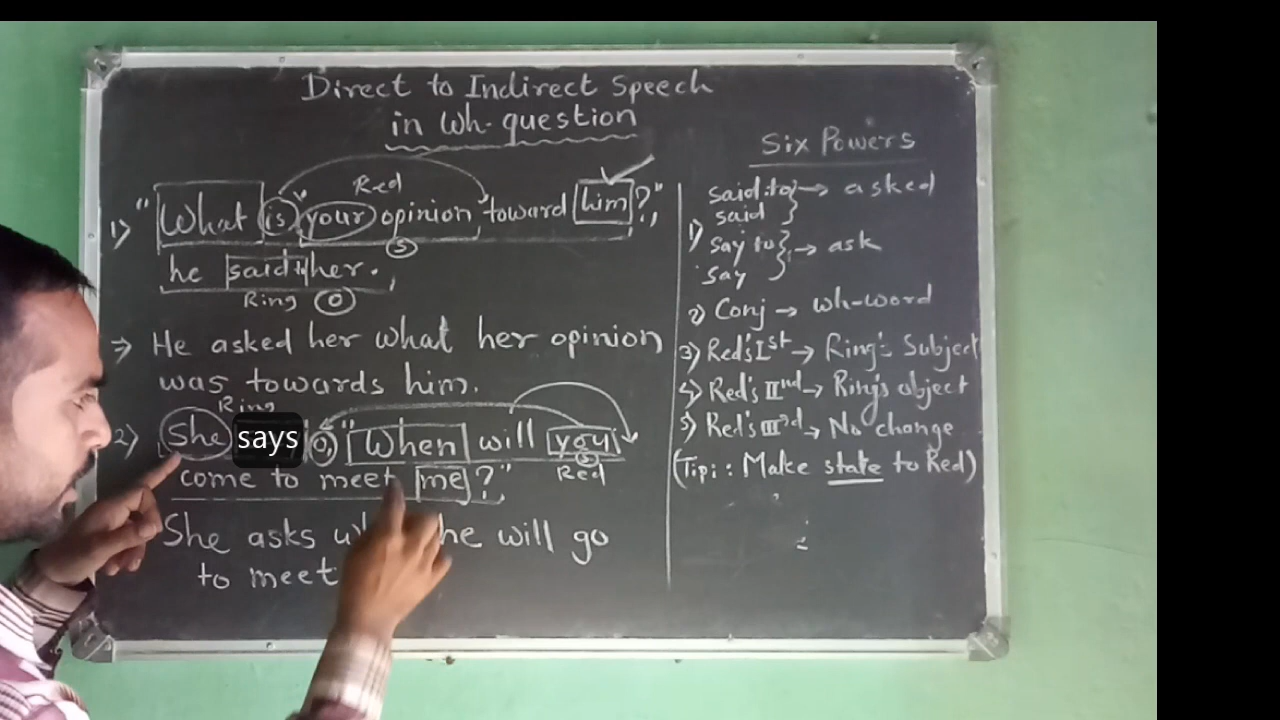 Direct to Indirect Speech
in Wh-question
Six Powers
Red
1) "What is your opinion toward him?",
S
he said to her.
Ring O
⇒ He asked her what her opinion
was towards him.
Ring
2) She says O, "When will you
S
come to meet me?"
Red
She asks he will go
to meet
said to } → asked
said
1) say to } → ask
say
2) Conj → wh-word
3) Red's Ist → Ring's Subject
4) Red's IInd → Ring's object
5) Red's IIIrd → No change
(Tip: Make state to Red)